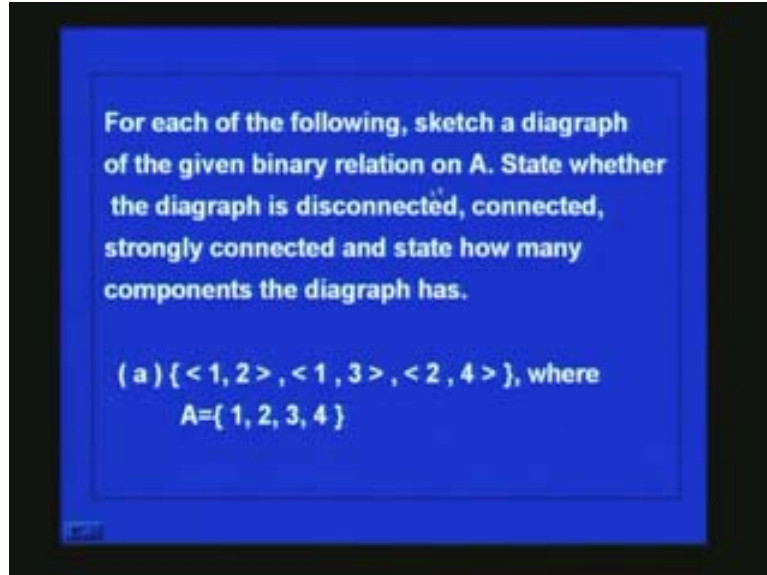 For each of the following, sketch a diagraph
of the given binary relation on A. State whether
the diagraph is disconnected, connected,
strongly connected and state how many
components the diagraph has.
( a ) { < 1, 2 > , < 1 , 3 > , < 2 , 4 > }, where
A={ 1, 2, 3, 4 }